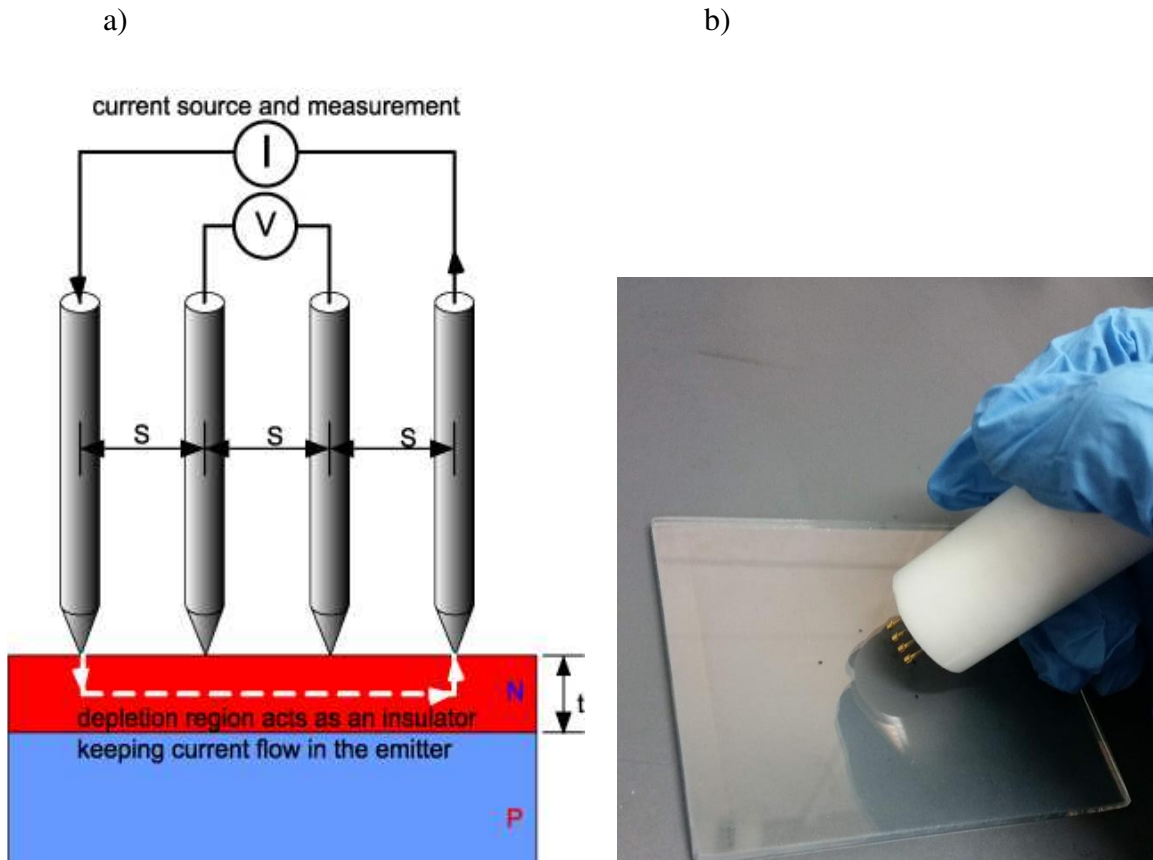 a)
b)
current source and measurement
I
V
S
S
S
N
t
depletion region acts as an insulator
keeping current flow in the emitter
P